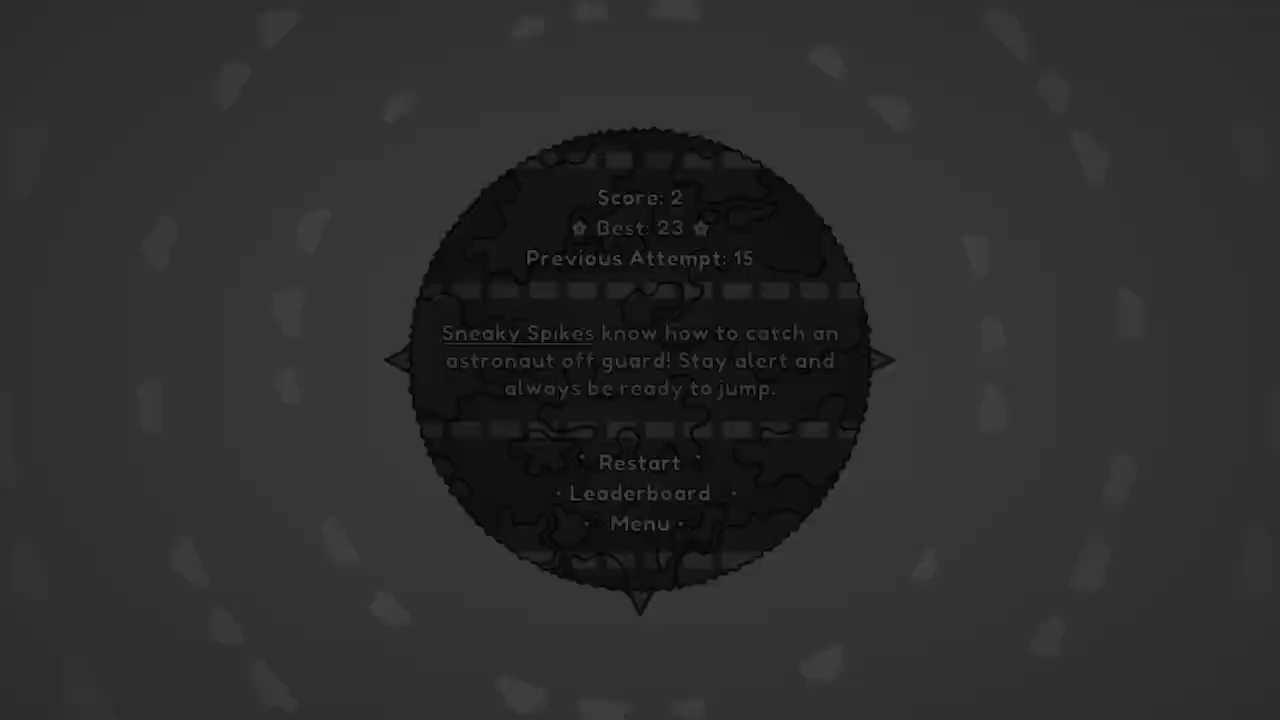 Score: 2
☆ Best: 23 ☆
Previous Attempt: 15
Sneaky Spikes know how to catch an
astronaut off guard! Stay alert and
always be ready to jump.
Restart
Leaderboard
Menu